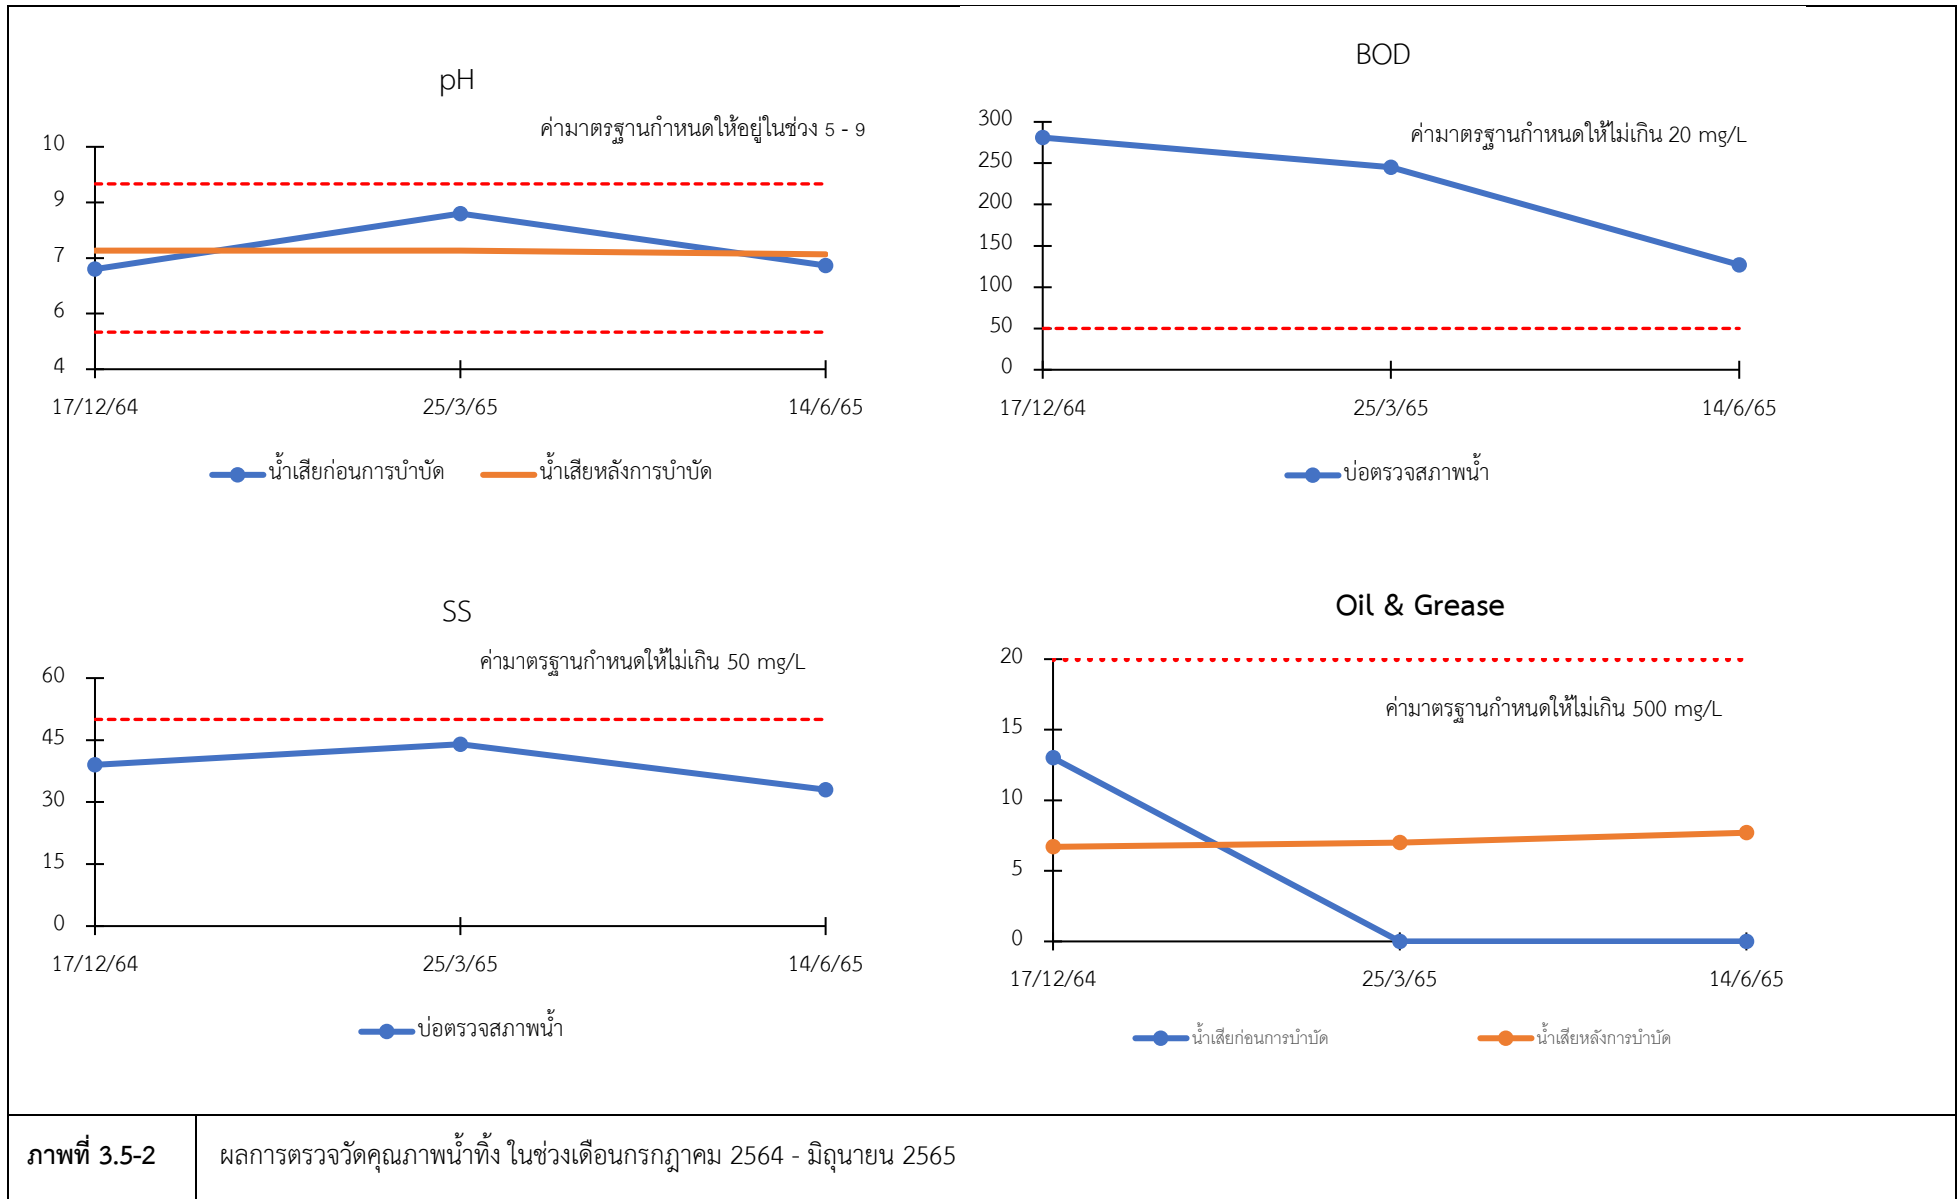 pH
ค่ามาตรฐานกำหนดให้อยู่ในช่วง 5 - 9
10
9
7
6
4
17/12/64 25/3/65 14/6/65
น้ำเสียก่อนการบำบัด น้ำเสียหลังการบำบัด
BOD
ค่ามาตรฐานกำหนดให้ไม่เกิน 20 mg/L
300
250
200
150
100
50
0
17/12/64 25/3/65 14/6/65
บ่อตรวจสภาพน้ำ
SS
ค่ามาตรฐานกำหนดให้ไม่เกิน 50 mg/L
60
45
30
15
0
17/12/64 25/3/65 14/6/65
บ่อตรวจสภาพน้ำ
Oil & Grease
20
ค่ามาตรฐานกำหนดให้ไม่เกิน 500 mg/L
15
10
5
0
17/12/64 25/3/65 14/6/65
น้ำเสียก่อนการบำบัด น้ำเสียหลังการบำบัด
ภาพที่ 3.5-2 ผลการตรวจวัดคุณภาพน้ำทิ้ง ในช่วงเดือนกรกฎาคม 2564 - มิถุนายน 2565